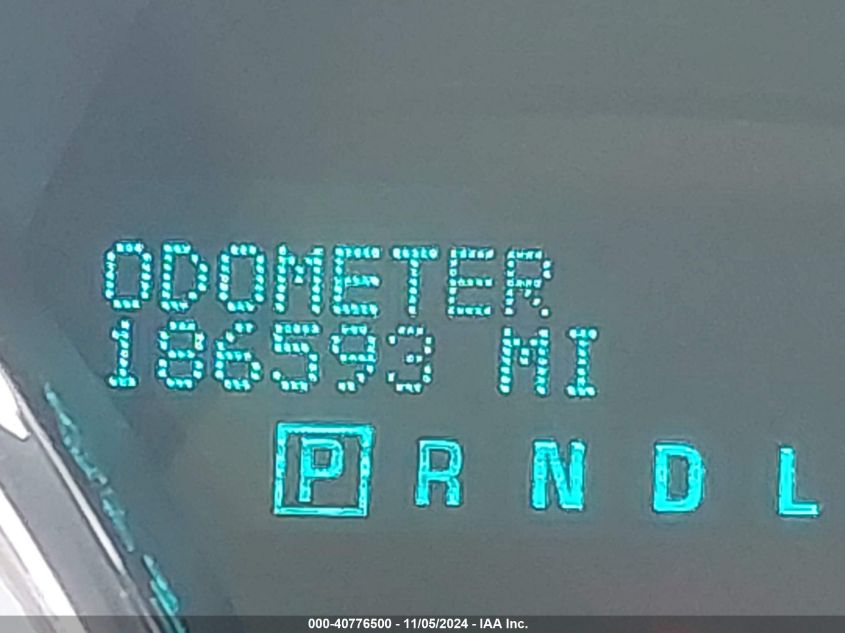 ODOMETER
186593 MI
P R N D L
000-40776500 - 11/05/2024 - IAA Inc.